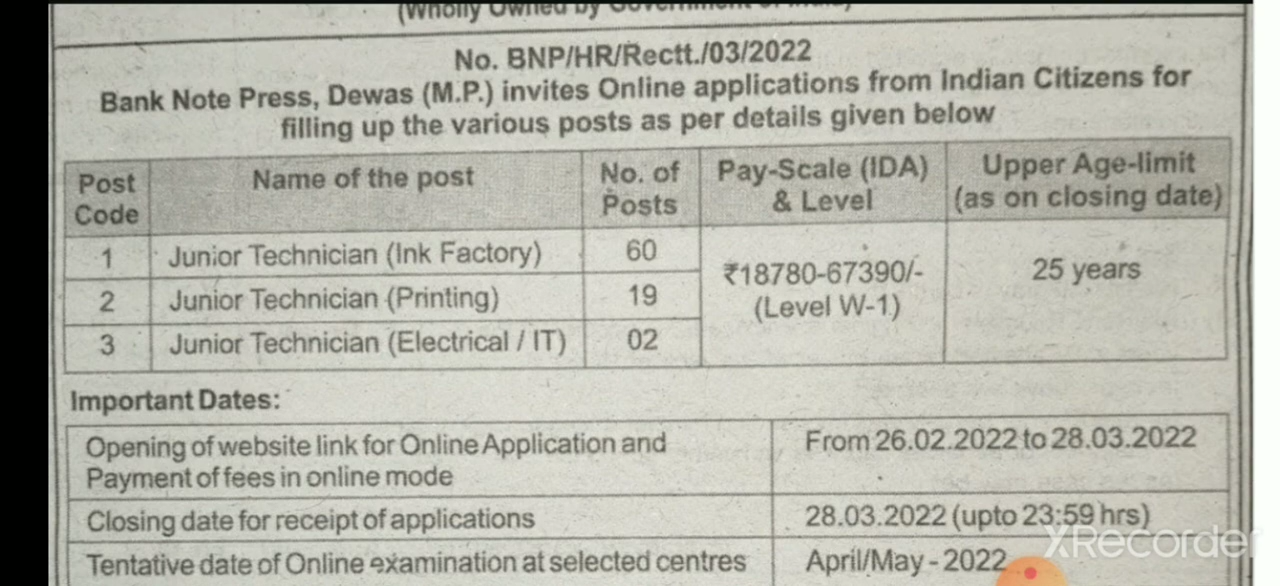 (Wholly Owned by Government of India)
No. BNP/HR/Rectt./03/2022
Bank Note Press, Dewas (M.P.) invites Online applications from Indian Citizens for
filling up the various posts as per details given below
Post Code Name of the post No. of Posts Pay-Scale (IDA) & Level Upper Age-limit (as on closing date)
1 Junior Technician (Ink Factory) 60 ₹18780-67390/- (Level W-1) 25 years
2 Junior Technician (Printing) 19
3 Junior Technician (Electrical / IT) 02
Important Dates:
Opening of website link for Online Application and From 26.02.2022 to 28.03.2022
Payment of fees in online mode
Closing date for receipt of applications 28.03.2022 (upto 23:59 hrs)
Tentative date of Online examination at selected centres April/May - 2022
XRecorder